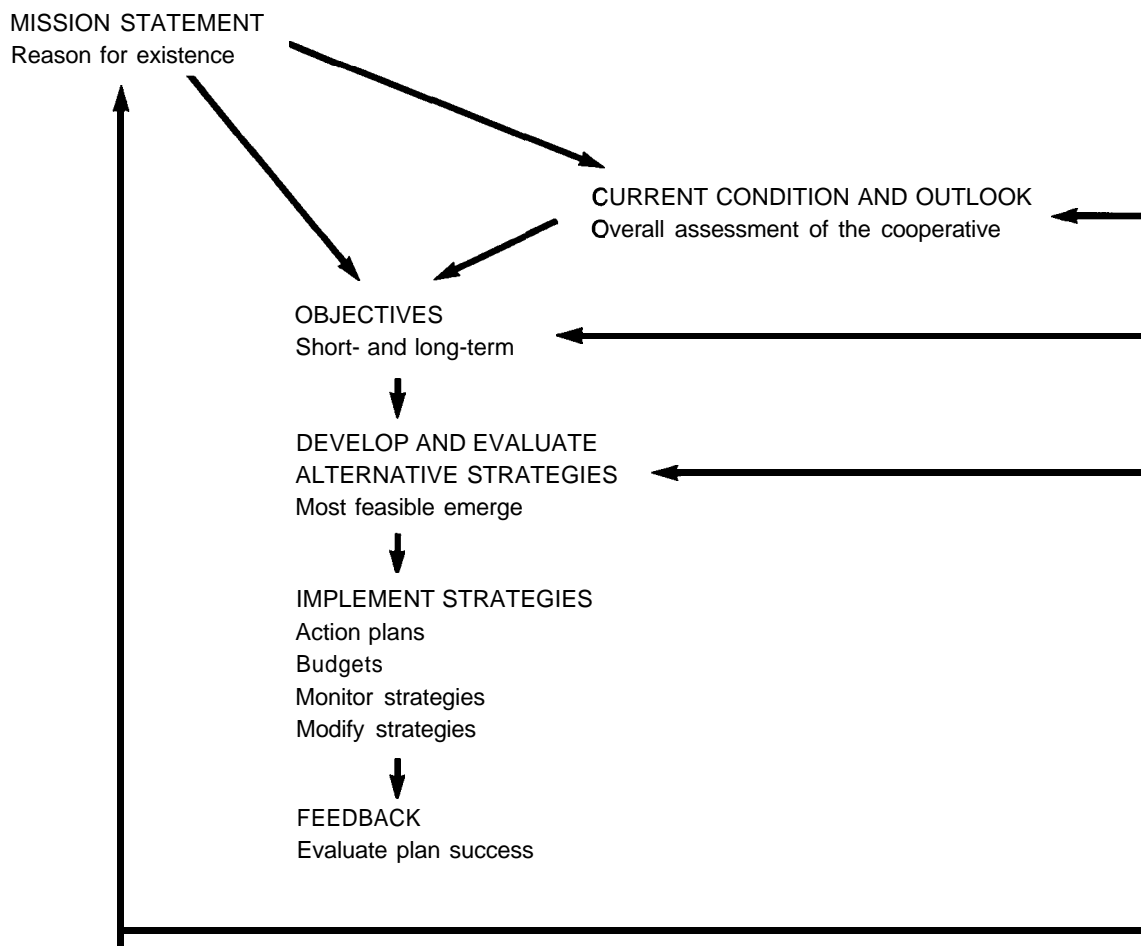 MISSION STATEMENT
Reason for existence
CURRENT CONDITION AND OUTLOOK
Overall assessment of the cooperative
OBJECTIVES
Short- and long-term
DEVELOP AND EVALUATE
ALTERNATIVE STRATEGIES
Most feasible emerge
IMPLEMENT STRATEGIES
Action plans
Budgets
Monitor strategies
Modify strategies
FEEDBACK
Evaluate plan success